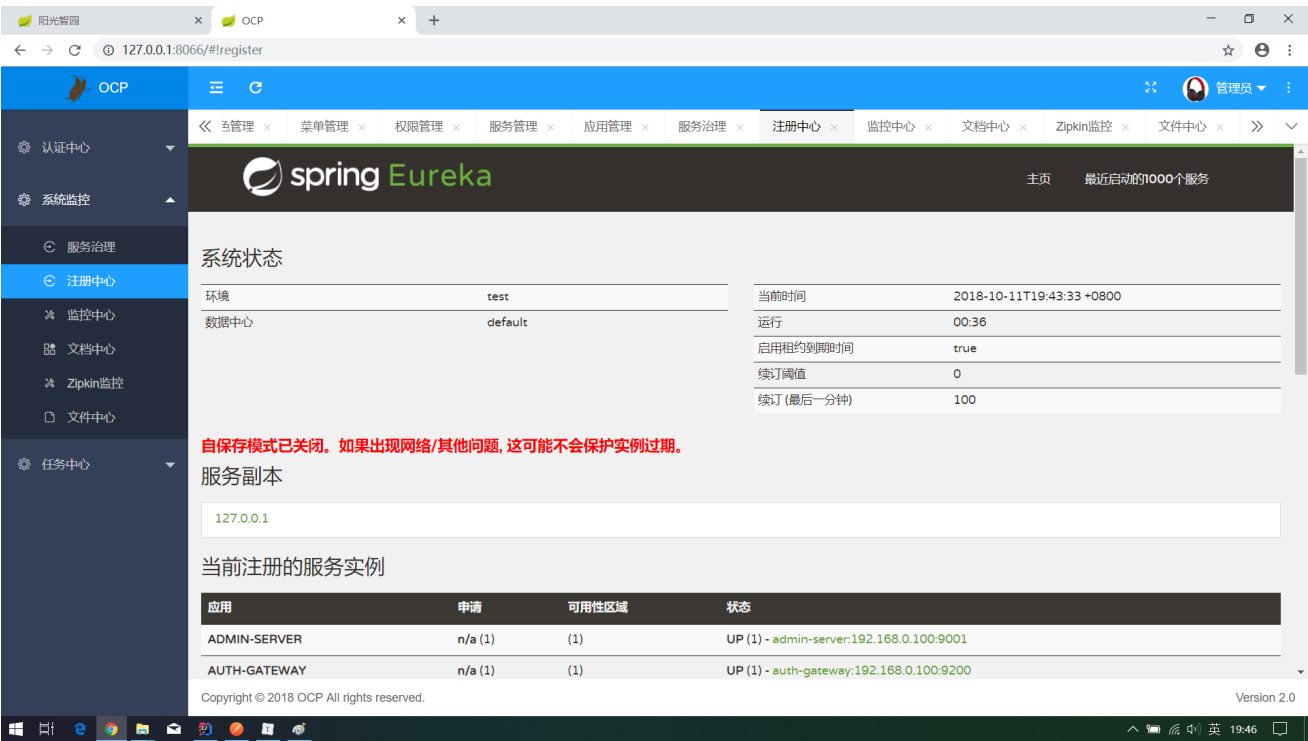 阳光智园
OCP
127.0.0.1:8066/#!register
OCP
管理员
管理 菜单管理 权限管理 服务管理 应用管理 服务治理 注册中心 监控中心 文档中心 Zipkin监控 文件中心
认证中心
系统监控
服务治理
注册中心
监控中心
文档中心
Zipkin监控
文件中心
任务中心
spring Eureka
主页 最近启动的1000个服务
系统状态
环境 test
数据中心 default
当前时间 2018-10-11T19:43:33 +0800
运行 00:36
启用租约到期时间 true
续订阈值 0
续订 (最后一分钟) 100
自保存模式已关闭。如果出现网络/其他问题, 这可能不会保护实例过期。
服务副本
127.0.0.1
当前注册的服务实例
应用 申请 可用性区域 状态
ADMIN-SERVER n/a (1) (1) UP (1) - admin-server:192.168.0.100:9001
AUTH-GATEWAY n/a (1) (1) UP (1) - auth-gateway:192.168.0.100:9200
Copyright © 2018 OCP All rights reserved.
Version 2.0
英 19:46